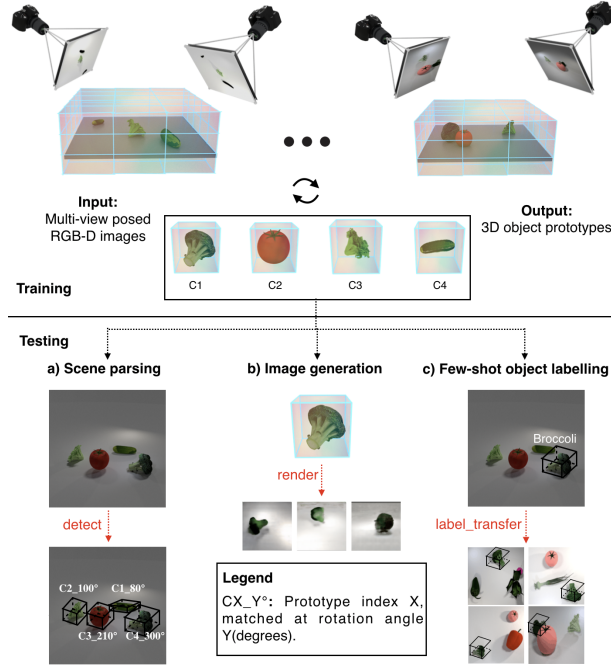 Input:
Multi-view posed
RGB-D images
Output:
3D object prototypes
C1
C2
C3
C4
Training
Testing
a) Scene parsing
b) Image generation
c) Few-shot object labelling
Broccoli
render
detect
label_transfer
C2_100°
C1_80°
C3_210°
C4_300°
Legend
CX_Y°: Prototype index X,
matched at rotation angle
Y(degrees).